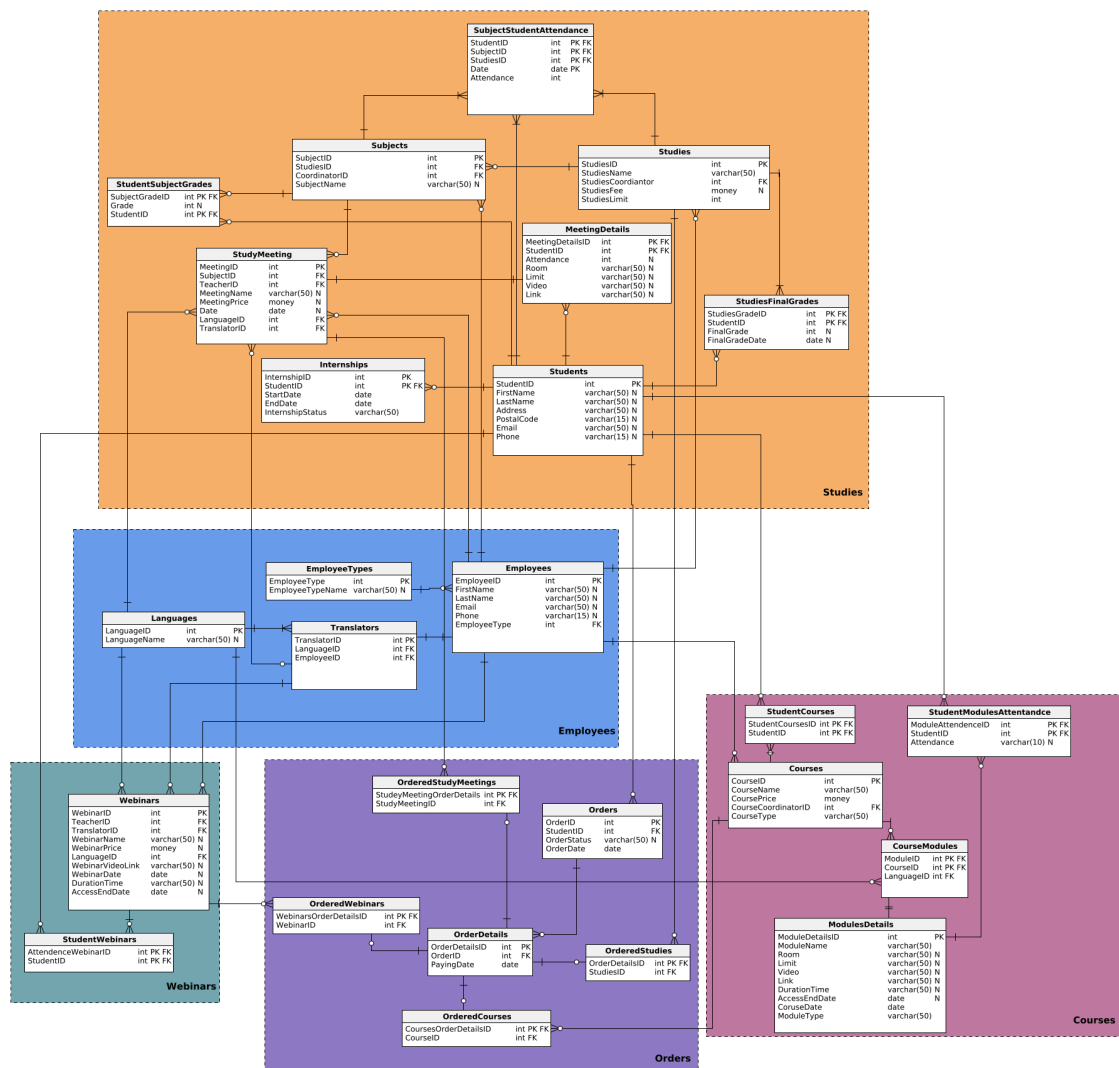 SubjectStudentAttendance
StudentID int PK FK
SubjectID int PK FK
StudiesID int PK FK
Date date PK
Attendance int
Subjects
SubjectID int PK
StudiesID int FK
CoordinatorID int FK
SubjectName varchar(50) N
Studies
StudiesID int PK
StudiesName varchar(50)
StudiesCoordiantor int FK
StudiesFee money N
StudiesLimit int
StudentSubjectGrades
SubjectGradeID int PK FK
Grade int N
StudentID int PK FK
MeetingDetails
MeetingDetailsID int PK FK
StudentID int PK FK
Attendance int N
Room varchar(50) N
Limit varchar(50) N
Video varchar(50) N
Link varchar(50) N
StudyMeeting
MeetingID int PK
SubjectID int FK
TeacherID int FK
MeetingName varchar(50) N
MeetingPrice money N
Date date N
LanguageID int FK
TranslatorID int FK
StudiesFinalGrades
StudiesGradeID int PK FK
StudentID int PK FK
FinalGrade int N
FinalGradeDate date N
Internships
InternshipID int PK
StudentID int PK FK
StartDate date
EndDate date
InternshipStatus varchar(50)
Students
StudentID int PK
FirstName varchar(50) N
LastName varchar(50) N
Address varchar(50) N
PostalCode varchar(15) N
Email varchar(50) N
Phone varchar(15) N
Studies
EmployeeTypes
EmployeeType int PK
EmployeeTypeName varchar(50) N
Employees
EmployeeID int PK
FirstName varchar(50) N
LastName varchar(50) N
Email varchar(50) N
Phone varchar(15) N
EmployeeType int FK
Languages
LanguageID int PK
LanguageName varchar(50) N
Translators
TranslatorID int PK
LanguageID int FK
EmployeeID int FK
Employees
StudentCourses
StudentCoursesID int PK FK
StudentID int PK FK
StudentModulesAttentandce
ModuleAttendenceID int PK FK
StudentID int PK FK
Attendance varchar(10) N
Courses
CourseID int PK
CourseName varchar(50)
CoursePrice money
CourseCoordinatorID int FK
CourseType varchar(50)
CourseModules
ModuleID int PK FK
CourseID int PK FK
LanguageID int FK
ModulesDetails
ModuleDetailsID int PK
ModuleName varchar(50)
Room varchar(50) N
Limit varchar(50) N
Video varchar(50) N
Link varchar(50) N
DurationTime varchar(50) N
AccessEndDate date N
CoruseDate date
ModuleType varchar(50)
Courses
Webinars
WebinarID int PK
TeacherID int FK
TranslatorID int FK
WebinarName varchar(50) N
WebinarPrice money N
LanguageID int FK
WebinarVideoLink varchar(50) N
WebinarDate date N
DurationTime varchar(50) N
AccessEndDate date N
StudentWebinars
AttendenceWebinarID int PK FK
StudentID int PK FK
Webinars
OrderedStudyMeetings
StudeyMeetingOrderDetails int PK FK
StudyMeetingID int FK
Orders
OrderID int PK
StudentID int FK
OrderStatus varchar(50) N
OrderDate date
OrderedWebinars
WebinarsOrderDetailsID int PK FK
WebinarID int FK
OrderDetails
OrderDetailsID int PK
OrderID int FK
PayingDate date
OrderedStudies
OrderDetailsID int PK FK
StudiesID int FK
OrderedCourses
CoursesOrderDetailsID int PK FK
CourseID int FK
Orders